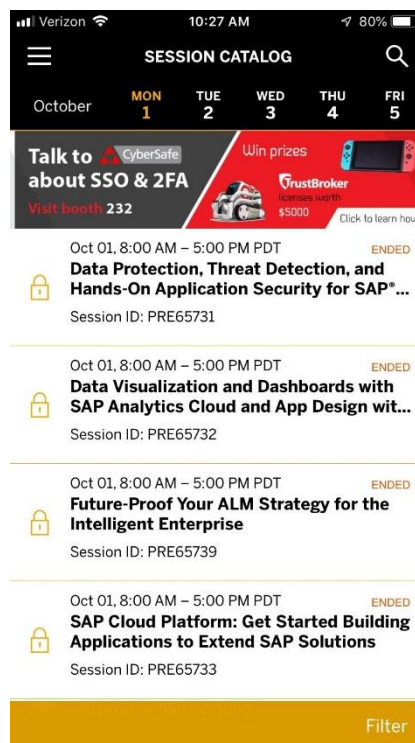 Verizon 10:27 AM 80%
SESSION CATALOG
October MON 1 TUE 2 WED 3 THU 4 FRI 5
Talk to CyberSafe
about SSO & 2FA
Visit booth 232
Win prizes
TrustBroker
licenses worth
$5000
Click to learn how
Oct 01, 8:00 AM – 5:00 PM PDT ENDED
Data Protection, Threat Detection, and
Hands-On Application Security for SAP®...
Session ID: PRE65731
Oct 01, 8:00 AM – 5:00 PM PDT ENDED
Data Visualization and Dashboards with
SAP Analytics Cloud and App Design wit...
Session ID: PRE65732
Oct 01, 8:00 AM – 5:00 PM PDT ENDED
Future-Proof Your ALM Strategy for the
Intelligent Enterprise
Session ID: PRE65739
Oct 01, 8:00 AM – 5:00 PM PDT ENDED
SAP Cloud Platform: Get Started Building
Applications to Extend SAP Solutions
Session ID: PRE65733
Attendee Networking
Filter